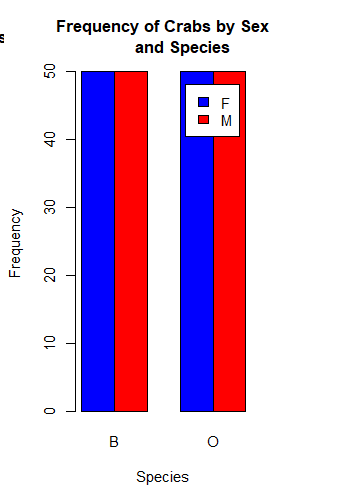 Frequency of Crabs by Sex
and Species
s
50
40
30
20
10
0
Frequency
F
M
B
O
Species